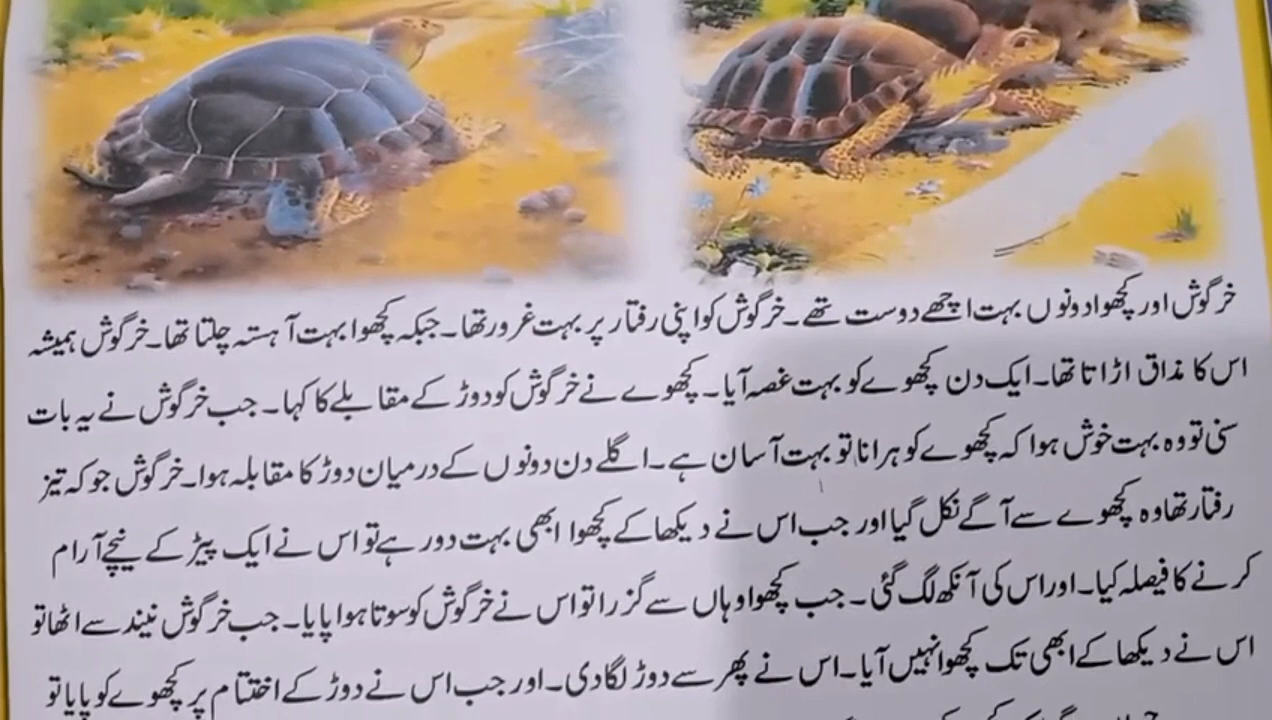 خرگوش اور کچھوا دونوں بہت اچھے دوست تھے۔ خرگوش کو اپنی رفتار پر بہت غرور تھا۔ جبکہ کچھوا بہت آہستہ چلتا تھا۔ خرگوش ہمیشہ
اس کا مذاق اڑاتا تھا۔ ایک دن کچھوے کو بہت غصہ آیا۔ کچھوے نے خرگوش کو دوڑ کے مقابلے کا کہا۔ جب خرگوش نے یہ بات
سنی تو وہ بہت خوش ہوا کہ کچھوے کو ہرانا تو بہت آسان ہے۔ اگلے دن دونوں کے درمیان دوڑ کا مقابلہ ہوا۔ خرگوش جو کہ تیز
رفتار تھا وہ کچھوے سے آگے نکل گیا اور جب اس نے دیکھا کے کچھوا ابھی بہت دور ہے تو اس نے ایک پیڑ کے نیچے آرام
کرنے کا فیصلہ کیا۔ اور اس کی آنکھ لگ گئی۔ جب کچھوا وہاں سے گزرا تو اس نے خرگوش کو سوتا ہوا پایا۔ جب خرگوش نیند سے اٹھا تو
اس نے دیکھا کے ابھی تک کچھوا نہیں آیا۔ اس نے پھر سے دوڑ لگا دی۔ اور جب اس نے دوڑ کے اختتام پر کچھوے کو پایا تو